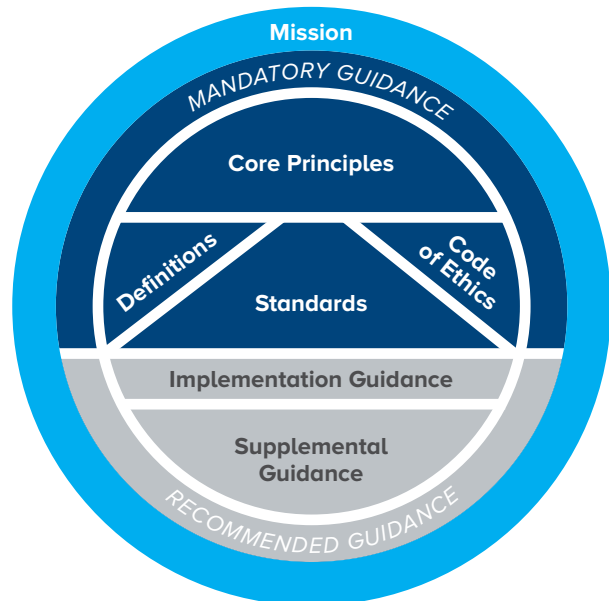 Mission
MANDATORY GUIDANCE
Core Principles
Definitions
Code
of Ethics
Standards
Implementation Guidance
Supplemental
Guidance
RECOMMENDED GUIDANCE